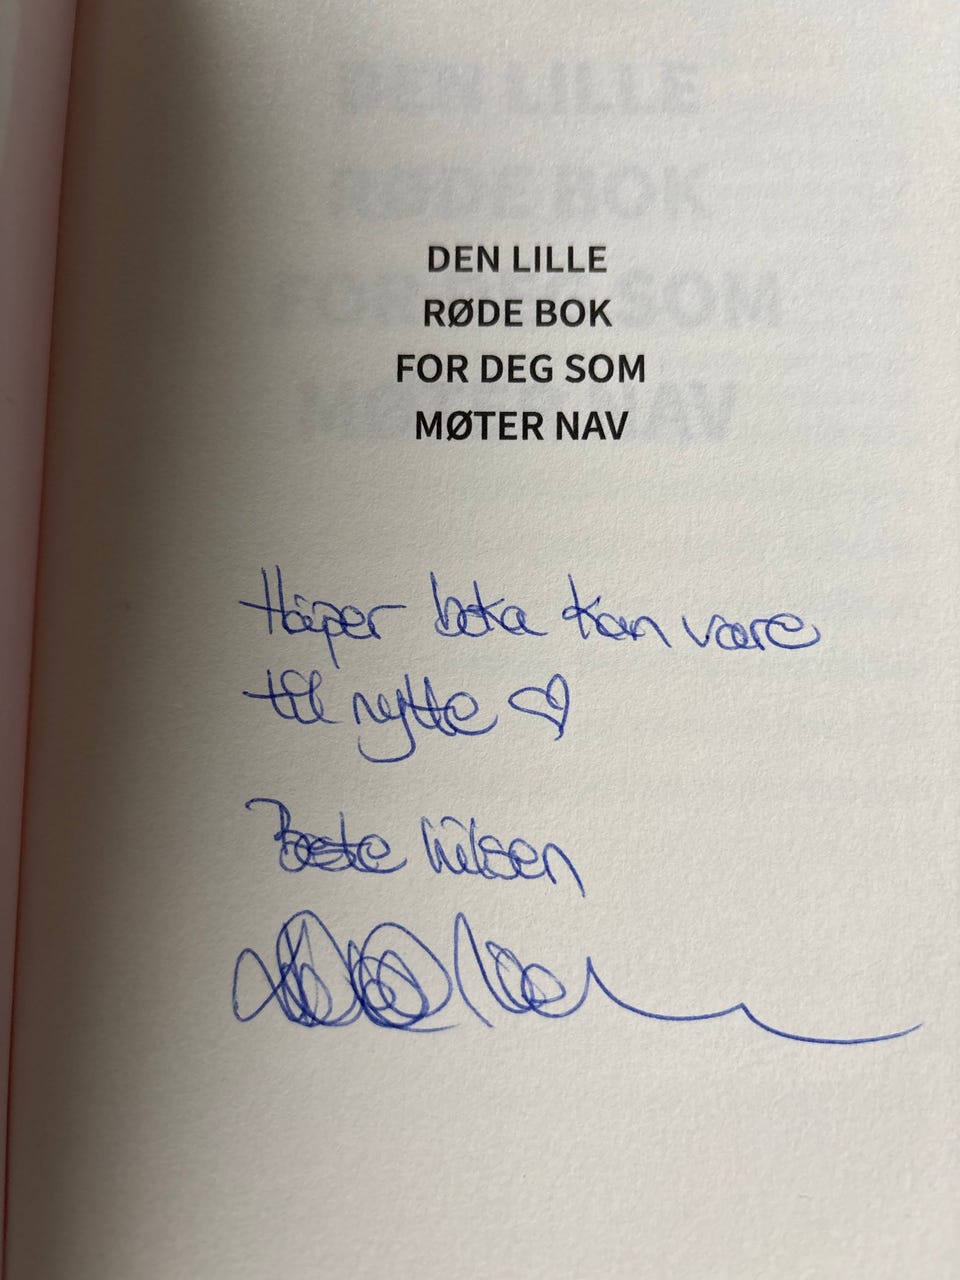 DEN LILLE
RØDE BOK
FOR DEG SOM
MØTER NAV
Håper boka kan være
til nytte ♡
Beste hilsen